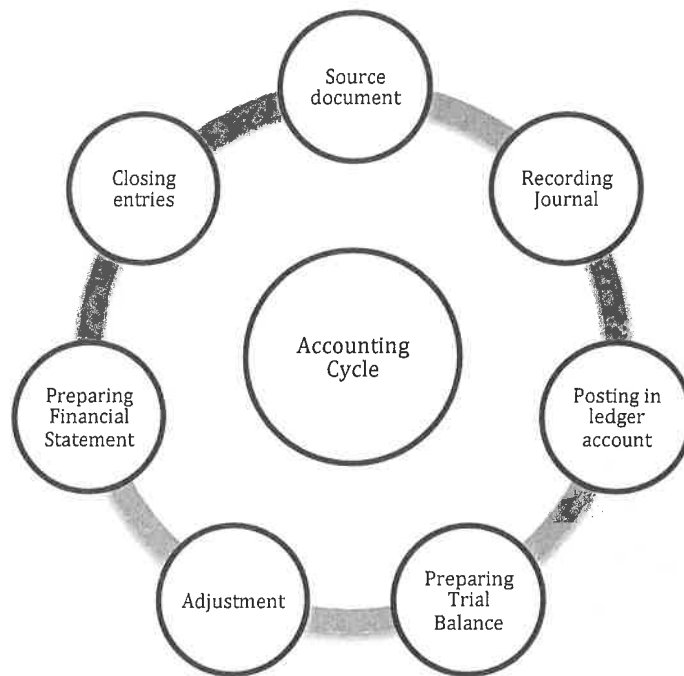 Source
document
Recording
Journal
Posting in
ledger
account
Preparing
Trial
Balance
Adjustment
Preparing
Financial
Statement
Closing
entries
Accounting
Cycle